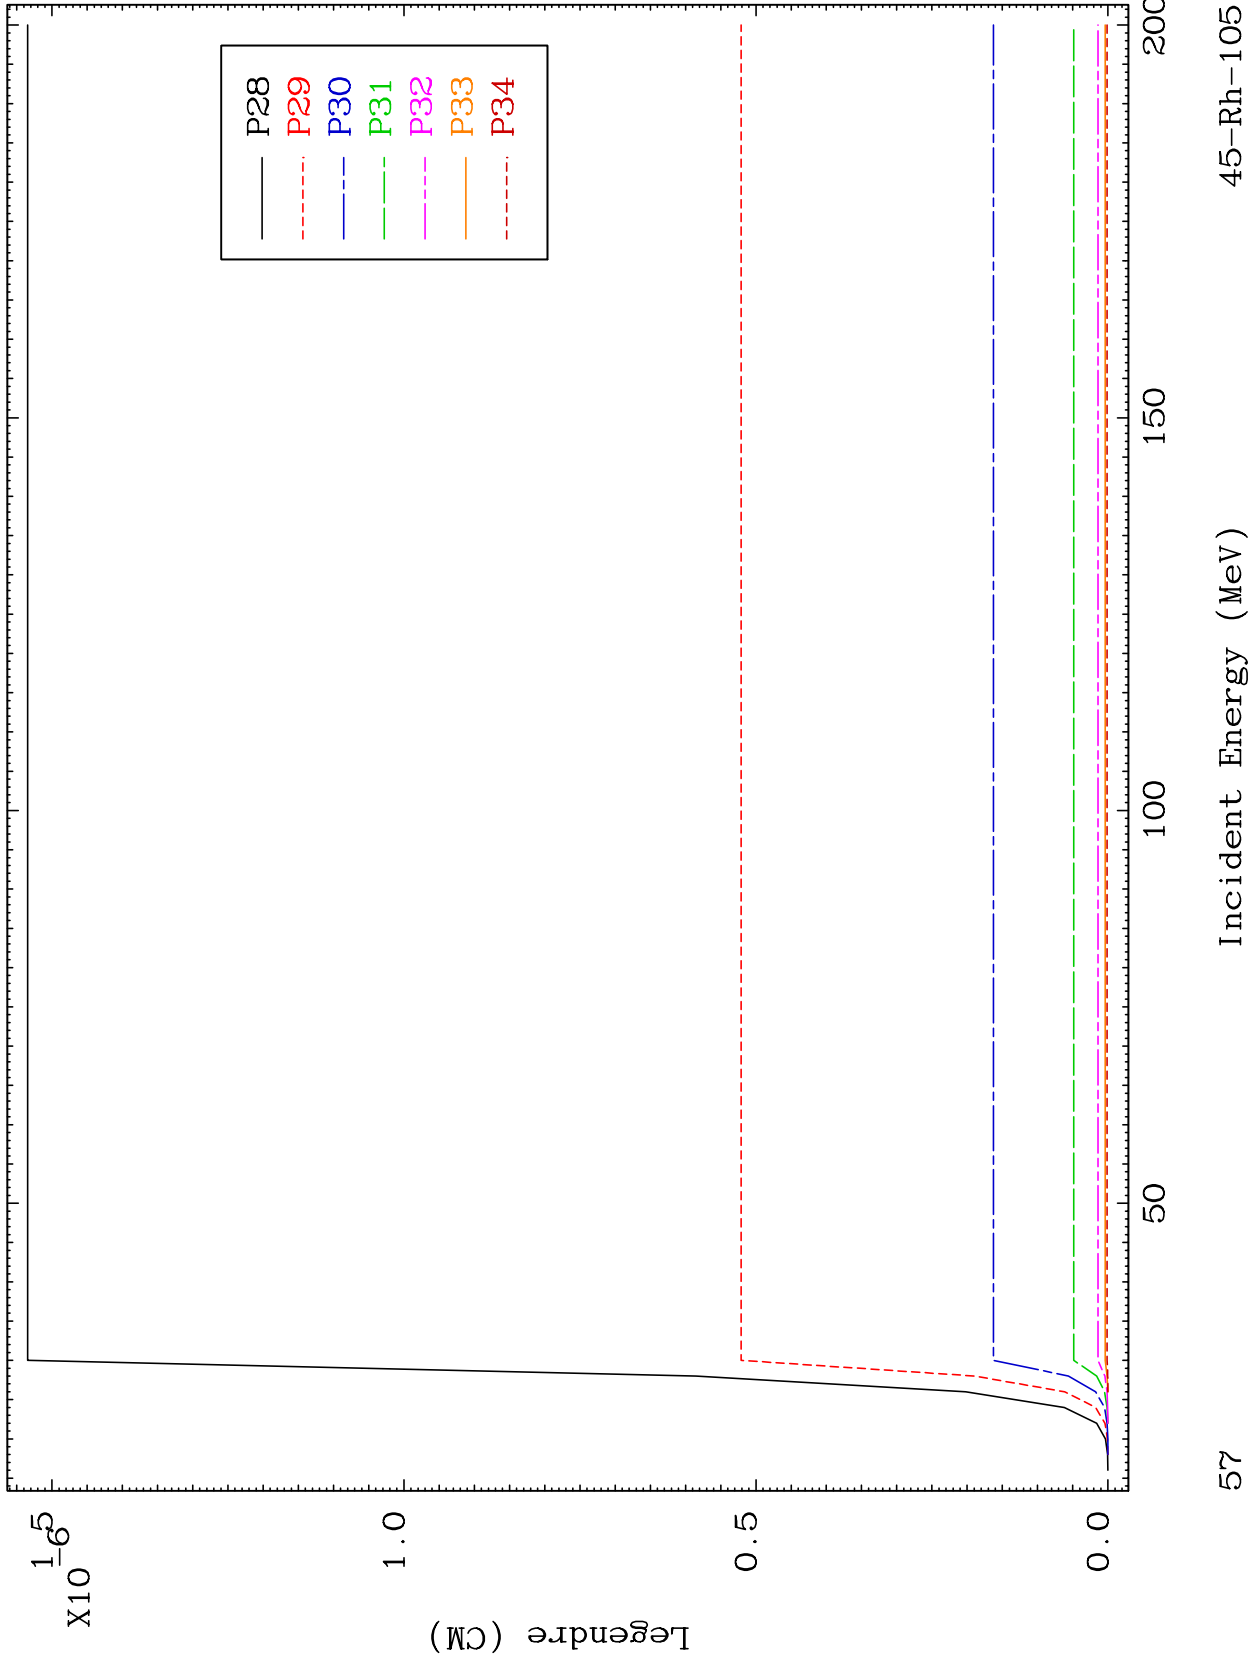 P28
P29
P30
P31
P32
P33
P34
1.5
X10-6
1.0
0.5
0.0
Legendre (CM)
50
100
150
200
Incident Energy (MeV)
57
45-Rh-105